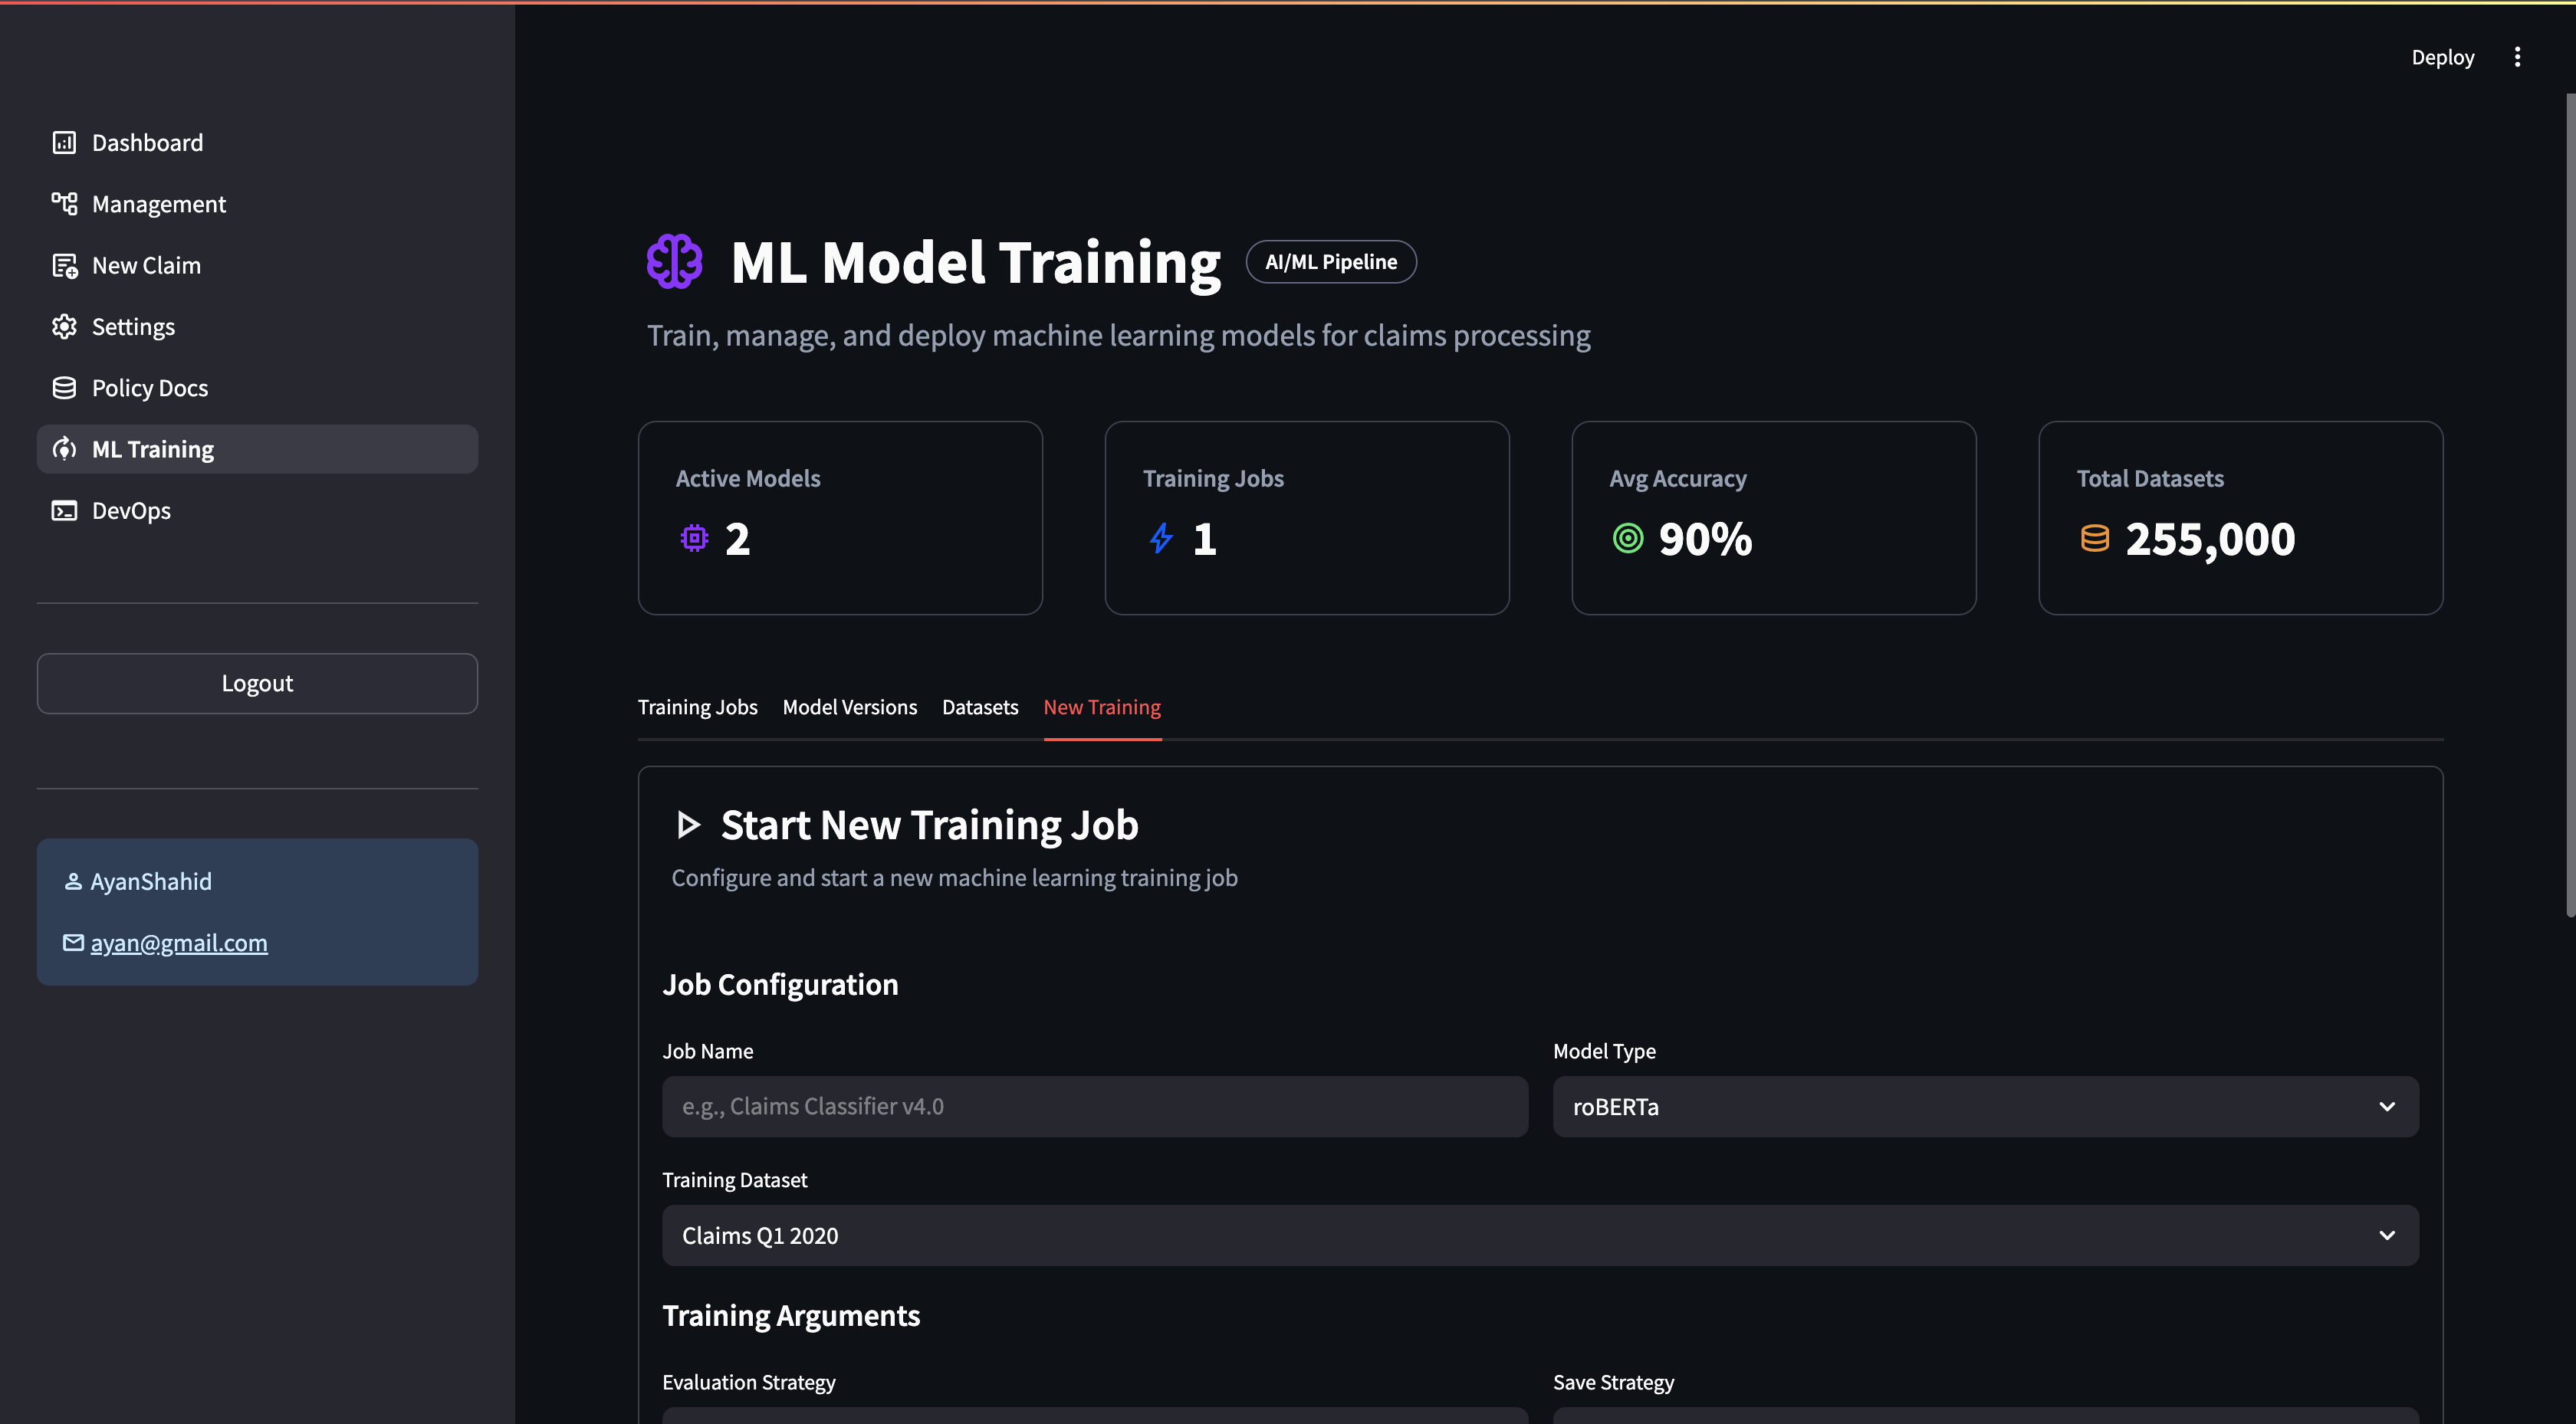 Deploy
Dashboard
Management
New Claim
Settings
Policy Docs
ML Training
DevOps
Logout
AyanShahid
ayan@gmail.com
ML Model Training
AI/ML Pipeline
Train, manage, and deploy machine learning models for claims processing
Active Models
2
Training Jobs
1
Avg Accuracy
90%
Total Datasets
255,000
Training Jobs
Model Versions
Datasets
New Training
Start New Training Job
Configure and start a new machine learning training job
Job Configuration
Job Name
e.g., Claims Classifier v4.0
Model Type
roBERTa
Training Dataset
Claims Q1 2020
Training Arguments
Evaluation Strategy
Save Strategy